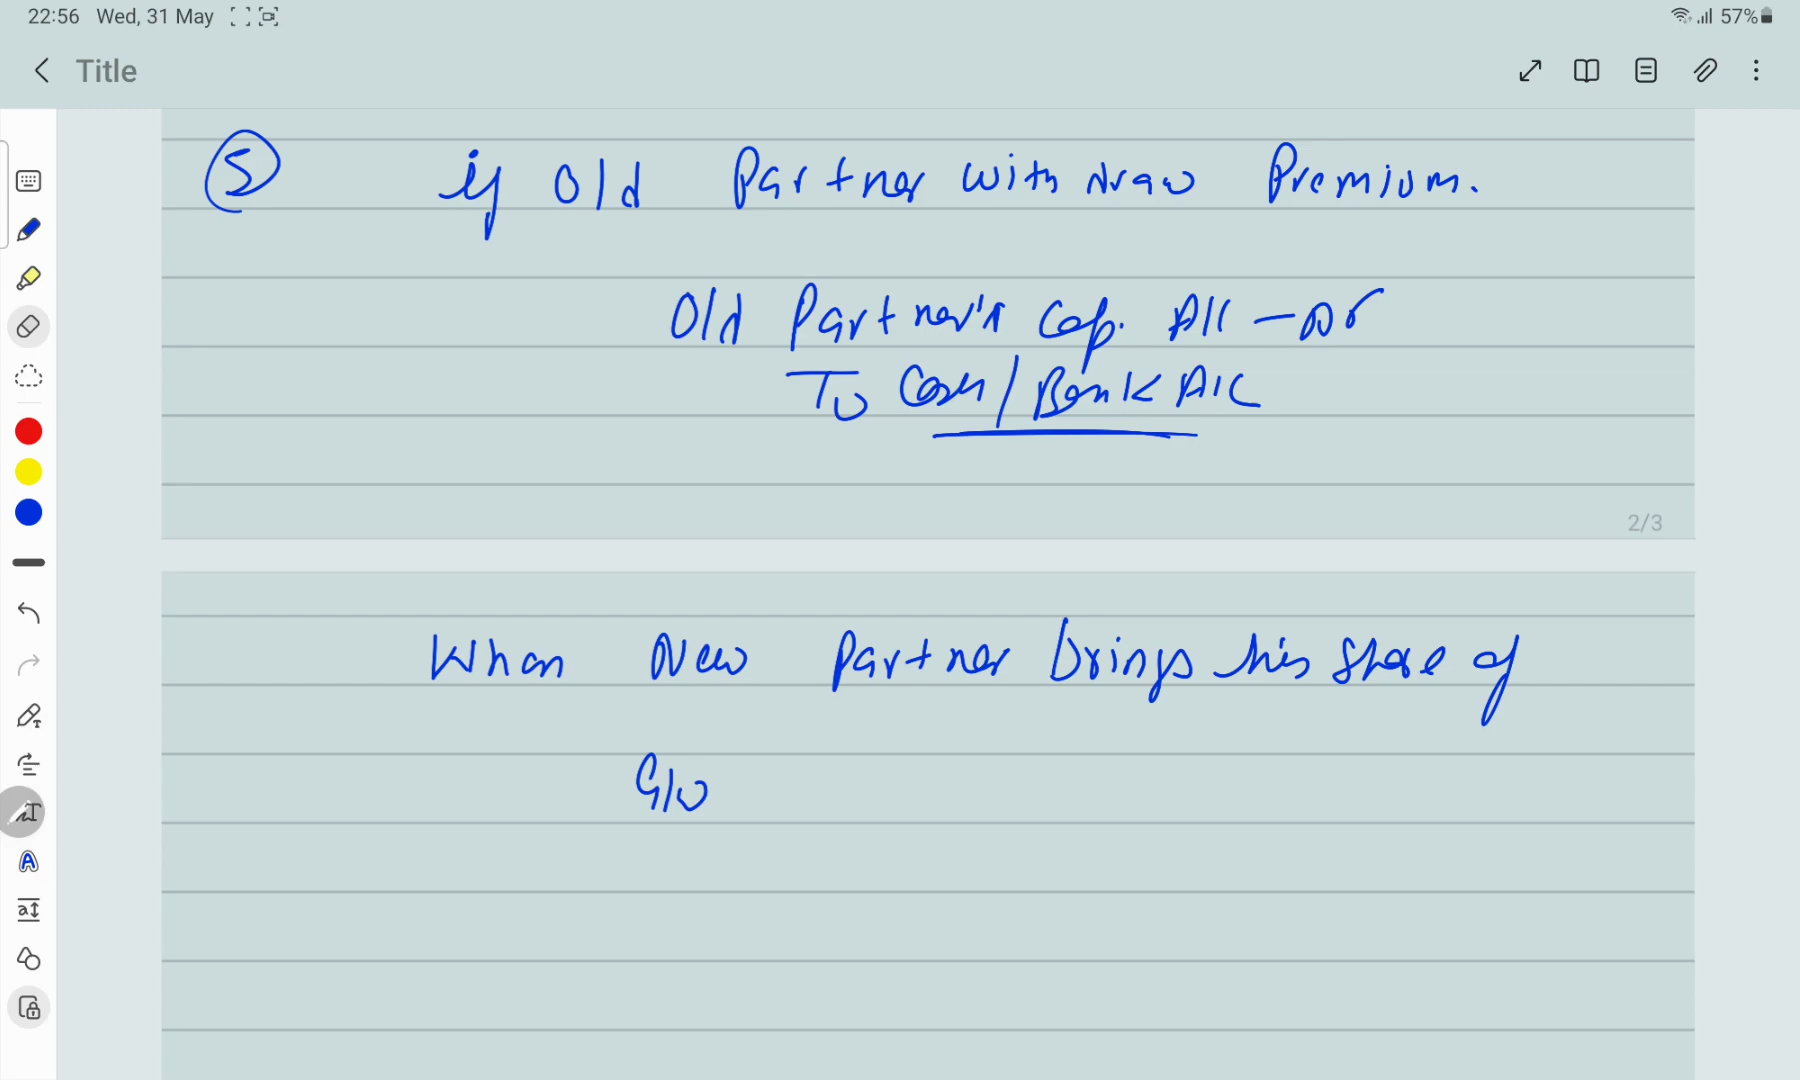 22:56 Wed, 31 May 57%
Title
5 if Old Partner withdraw Premium.
Old Partner's Cap. A/c - Dr
To Cash/Bank A/c
2/3
When New Partner brings his share of
G/w